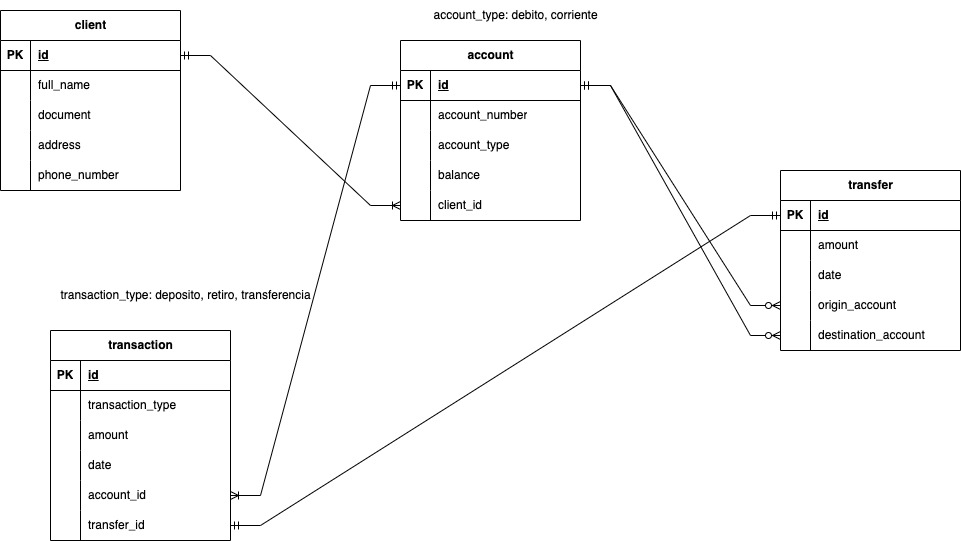 account_type: debito, corriente
client
PK id
full_name
document
address
phone_number
account
PK id
account_number
account_type
balance
client_id
transfer
PK id
amount
date
origin_account
destination_account
transaction_type: deposito, retiro, transferencia
transaction
PK id
transaction_type
amount
date
account_id
transfer_id